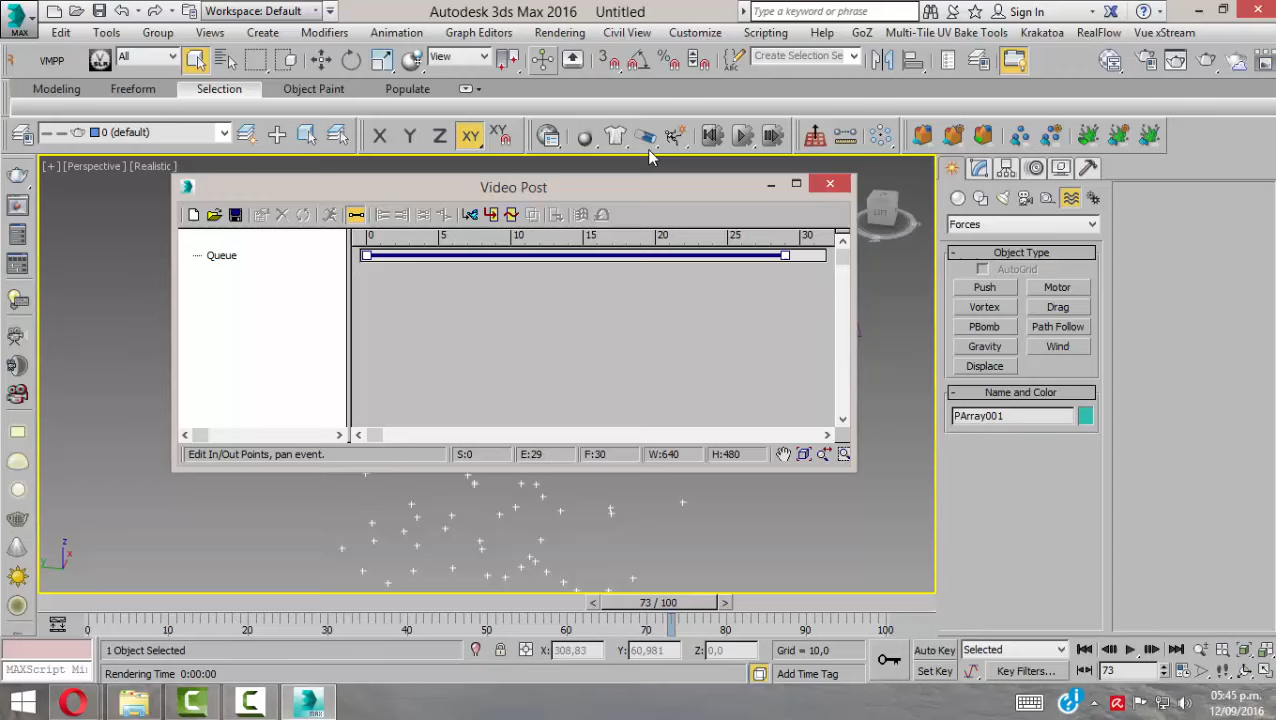 Workspace: Default
Autodesk 3ds Max 2016 Untitled
Type a keyword or phrase
Sign In
MAX
Edit Tools Group Views Create Modifiers Animation Graph Editors Rendering Civil View Customize Scripting Help GoZ Multi-Tile UV Bake Tools Krakatoa RealFlow Vue xStream
VMPP
All
View
Create Selection Se
Modeling Freeform Selection Object Paint Populate
0 (default)
X Y Z XY XY
[+] [Perspective] [Realistic]
Video Post
LEFT
Forces
0 5 10 15 20 25 30
Queue
- Object Type
AutoGrid
Push Motor
Vortex Drag
PBomb Path Follow
Gravity Wind
Displace
- Name and Color
PArray001
Edit In/Out Points, pan event. S:0 E:29 F:30 W:640 H:480
z
x
y
< 73 / 100 >
0 10 20 30 40 50 60 70 80 90 100
1 Object Selected X: 308,83 Y: 60,981 Z: 0,0 Grid = 10,0 Auto Key Selected
MAXScript Mi
Rendering Time 0:00:00 Add Time Tag Set Key Key Filters... 73
MAX
05:45 p.m.
12/09/2016